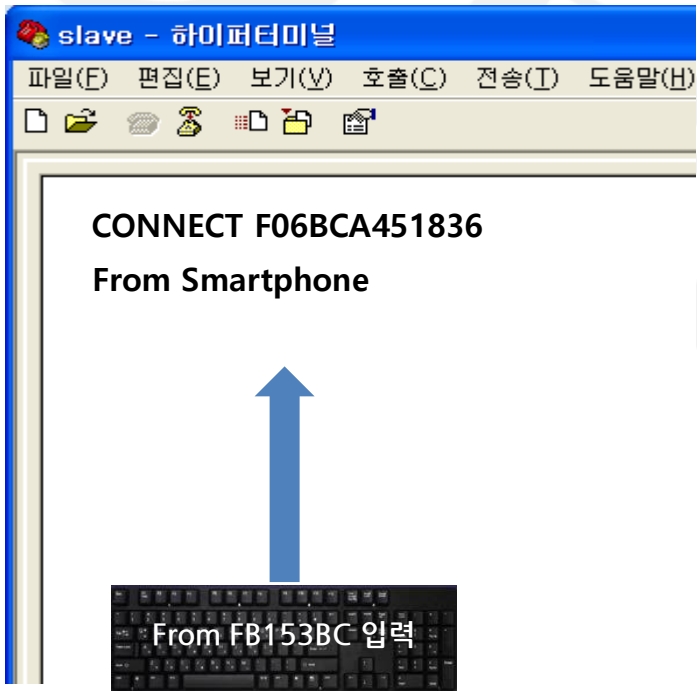 slave - 하이퍼터미널
파일(F) 편집(E) 보기(V) 호출(C) 전송(T) 도움말(H)
CONNECT F06BCA451836
From Smartphone
From FB153BC 입력